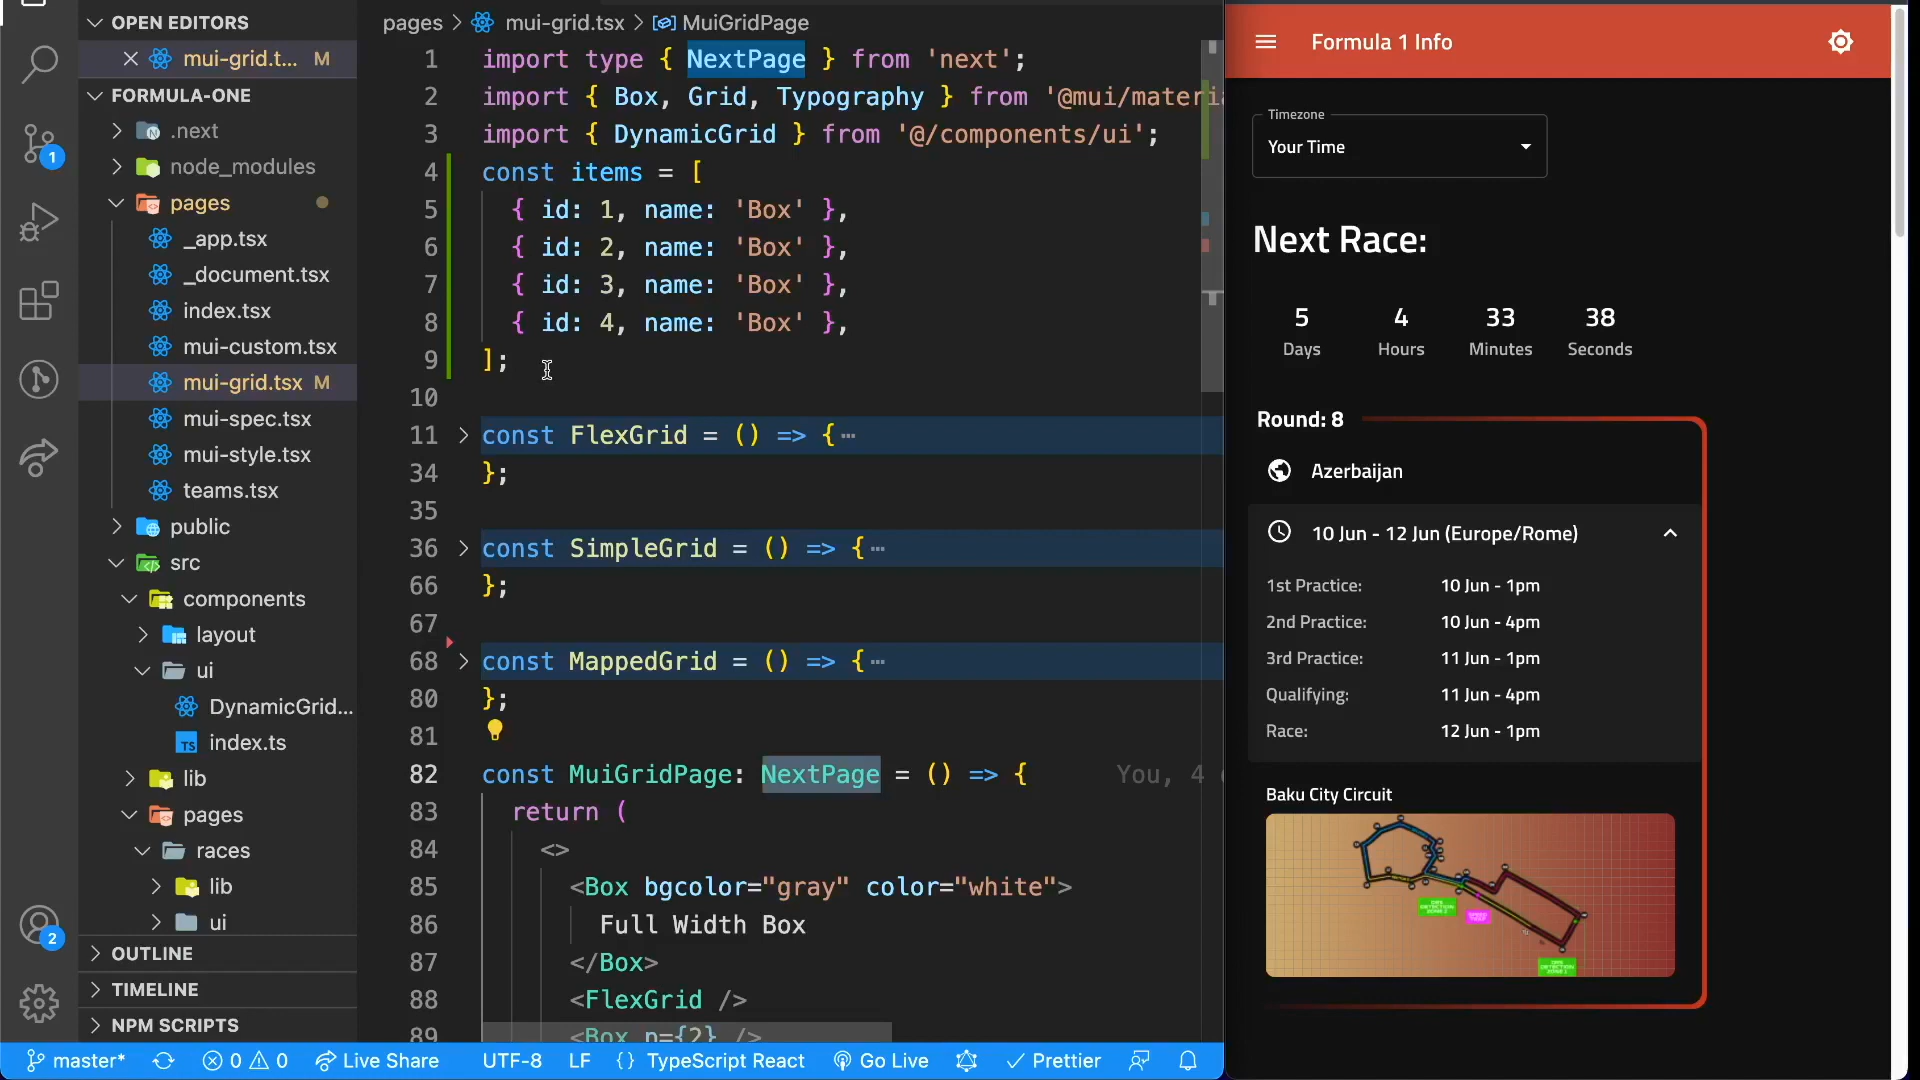 OPEN EDITORS
mui-grid.t... M
FORMULA-ONE
.next
node_modules
pages
_app.tsx
_document.tsx
index.tsx
mui-custom.tsx
mui-grid.tsx M
mui-spec.tsx
mui-style.tsx
teams.tsx
public
src
components
layout
ui
DynamicGrid...
TS index.ts
lib
pages
races
lib
ui
OUTLINE
TIMELINE
NPM SCRIPTS
1
2
pages > mui-grid.tsx > MuiGridPage
1 import type { NextPage } from 'next';
2 import { Box, Grid, Typography } from '@mui/materi
3 import { DynamicGrid } from '@/components/ui';
4 const items = [
5 { id: 1, name: 'Box' },
6 { id: 2, name: 'Box' },
7 { id: 3, name: 'Box' },
8 { id: 4, name: 'Box' },
9 ];
10
11 const FlexGrid = () => {…
34 };
35
36 const SimpleGrid = () => {…
66 };
67
68 const MappedGrid = () => {…
80 };
81
82 const MuiGridPage: NextPage = () => { You, 4
83 return (
84 <>
85 <Box bgcolor="gray" color="white">
86 Full Width Box
87 </Box>
88 <FlexGrid />
89 <Box p={2} />
master* 0 0 Live Share UTF-8 LF {} TypeScript React Go Live Prettier
Formula 1 Info
Timezone
Your Time
Next Race:
5 4 33 38
Days Hours Minutes Seconds
Round: 8
Azerbaijan
10 Jun - 12 Jun (Europe/Rome)
1st Practice: 10 Jun - 1pm
2nd Practice: 10 Jun - 4pm
3rd Practice: 11 Jun - 1pm
Qualifying: 11 Jun - 4pm
Race: 12 Jun - 1pm
Baku City Circuit